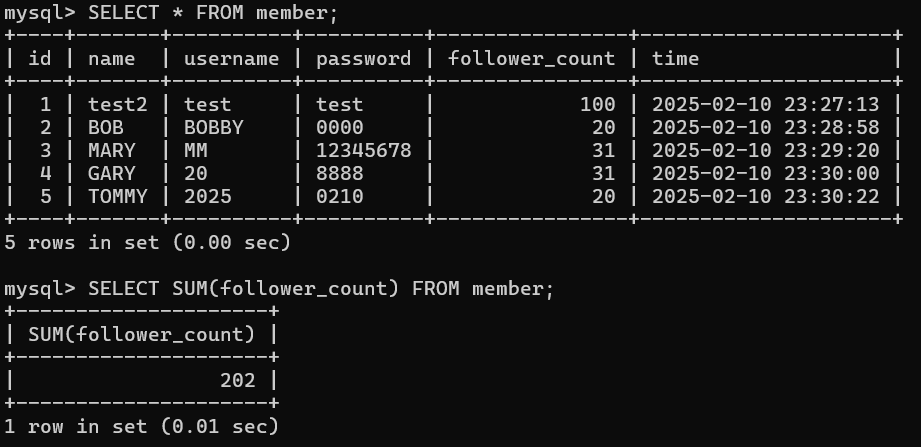 mysql> SELECT * FROM member;
+----+-------+----------+----------+----------------+---------------------+
| id | name  | username | password | follower_count | time                |
+----+-------+----------+----------+----------------+---------------------+
|  1 | test2 | test     | test     |            100 | 2025-02-10 23:27:13 |
|  2 | BOB   | BOBBY    | 0000     |             20 | 2025-02-10 23:28:58 |
|  3 | MARY  | MM       | 12345678 |             31 | 2025-02-10 23:29:20 |
|  4 | GARY  | 20       | 8888     |             31 | 2025-02-10 23:30:00 |
|  5 | TOMMY | 2025     | 0210     |             20 | 2025-02-10 23:30:22 |
+----+-------+----------+----------+----------------+---------------------+
5 rows in set (0.00 sec)

mysql> SELECT SUM(follower_count) FROM member;
+---------------------+
| SUM(follower_count) |
+---------------------+
|                 202 |
+---------------------+
1 row in set (0.01 sec)